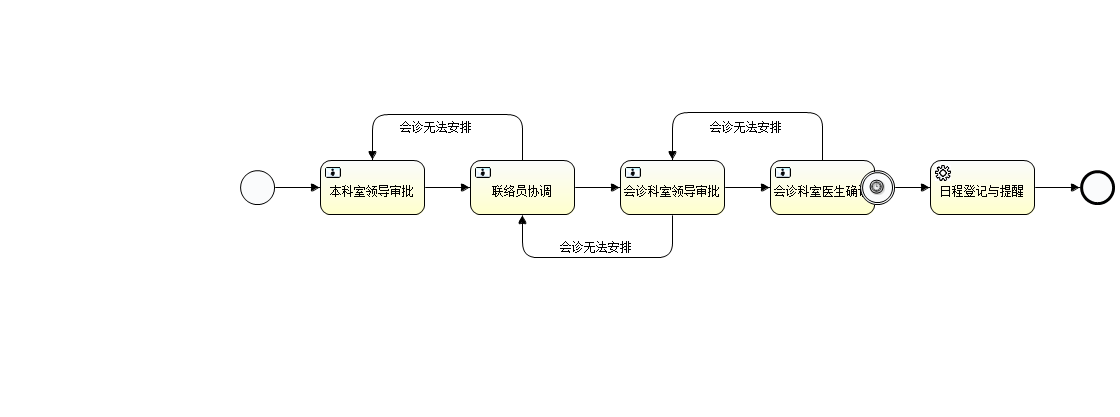 会诊无法安排
会诊无法安排
本科室领导审批
联络员协调
会诊科室领导审批
会诊科室医生确
日程登记与提醒
会诊无法安排